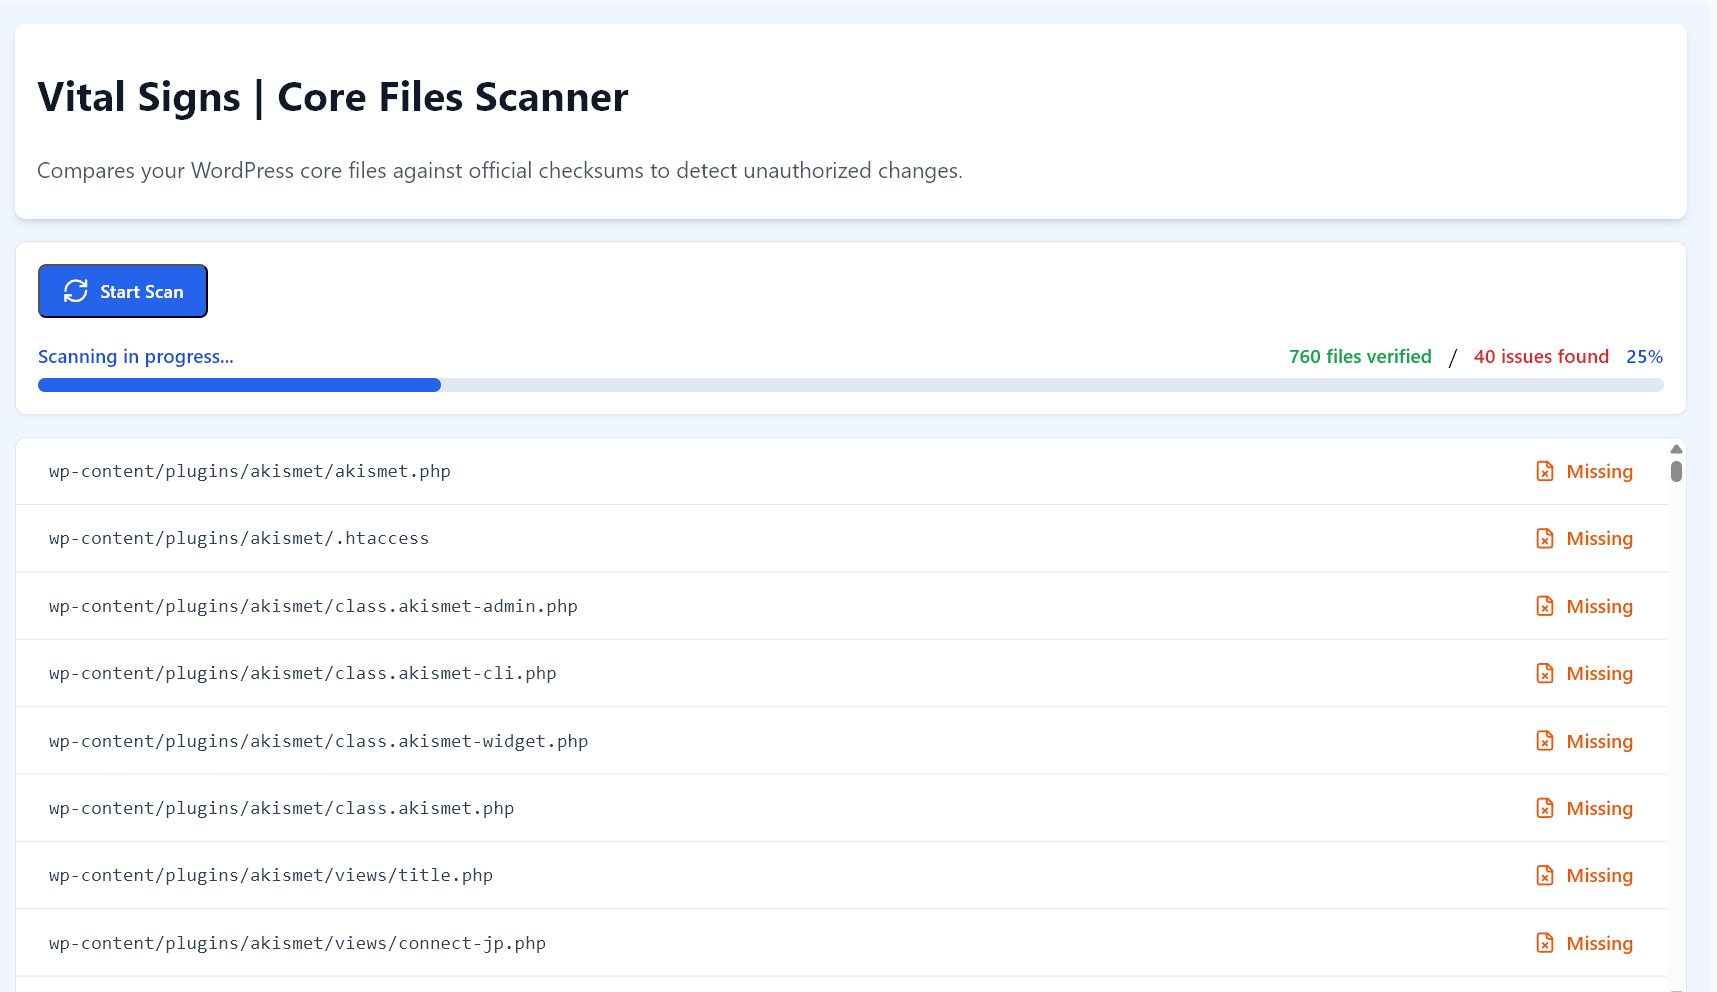 Vital Signs | Core Files Scanner
Compares your WordPress core files against official checksums to detect unauthorized changes.
Start Scan
Scanning in progress... 760 files verified / 40 issues found 25%
wp-content/plugins/akismet/akismet.php Missing
wp-content/plugins/akismet/.htaccess Missing
wp-content/plugins/akismet/class.akismet-admin.php Missing
wp-content/plugins/akismet/class.akismet-cli.php Missing
wp-content/plugins/akismet/class.akismet-widget.php Missing
wp-content/plugins/akismet/class.akismet.php Missing
wp-content/plugins/akismet/views/title.php Missing
wp-content/plugins/akismet/views/connect-jp.php Missing